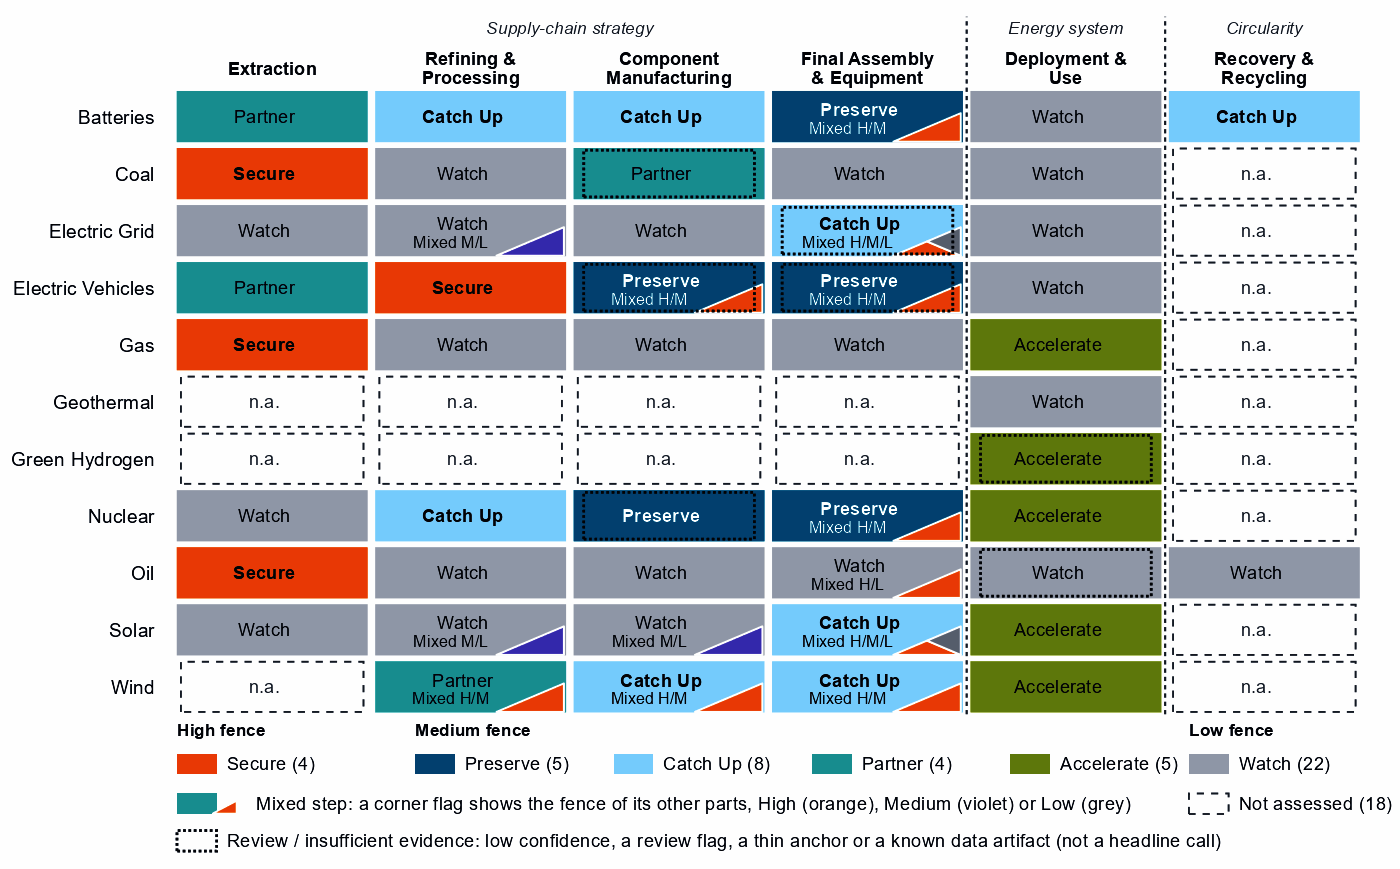 Supply-chain strategy
Energy system
Circularity
Extraction
Refining &
Processing
Component
Manufacturing
Final Assembly
& Equipment
Deployment &
Use
Recovery &
Recycling
Batteries
Partner
Catch Up
Catch Up
Preserve
Mixed H/M
Watch
Catch Up
Coal
Secure
Watch
Partner
Watch
Watch
n.a.
Electric Grid
Watch
Watch
Mixed M/L
Watch
Catch Up
Mixed H/M/L
Watch
n.a.
Electric Vehicles
Partner
Secure
Preserve
Mixed H/M
Preserve
Mixed H/M
Watch
n.a.
Gas
Secure
Watch
Watch
Watch
Accelerate
n.a.
Geothermal
n.a.
n.a.
n.a.
n.a.
Watch
n.a.
Green Hydrogen
n.a.
n.a.
n.a.
n.a.
Accelerate
n.a.
Nuclear
Watch
Catch Up
Preserve
Preserve
Mixed H/M
Accelerate
n.a.
Oil
Secure
Watch
Watch
Watch
Mixed H/L
Watch
Watch
Solar
Watch
Watch
Mixed M/L
Watch
Mixed M/L
Catch Up
Mixed H/M/L
Accelerate
n.a.
Wind
n.a.
Partner
Mixed H/M
Catch Up
Mixed H/M
Catch Up
Mixed H/M
Accelerate
n.a.
High fence
Medium fence
Low fence
Secure (4)
Preserve (5)
Catch Up (8)
Partner (4)
Accelerate (5)
Watch (22)
Mixed step: a corner flag shows the fence of its other parts, High (orange), Medium (violet) or Low (grey)
Not assessed (18)
Review / insufficient evidence: low confidence, a review flag, a thin anchor or a known data artifact (not a headline call)